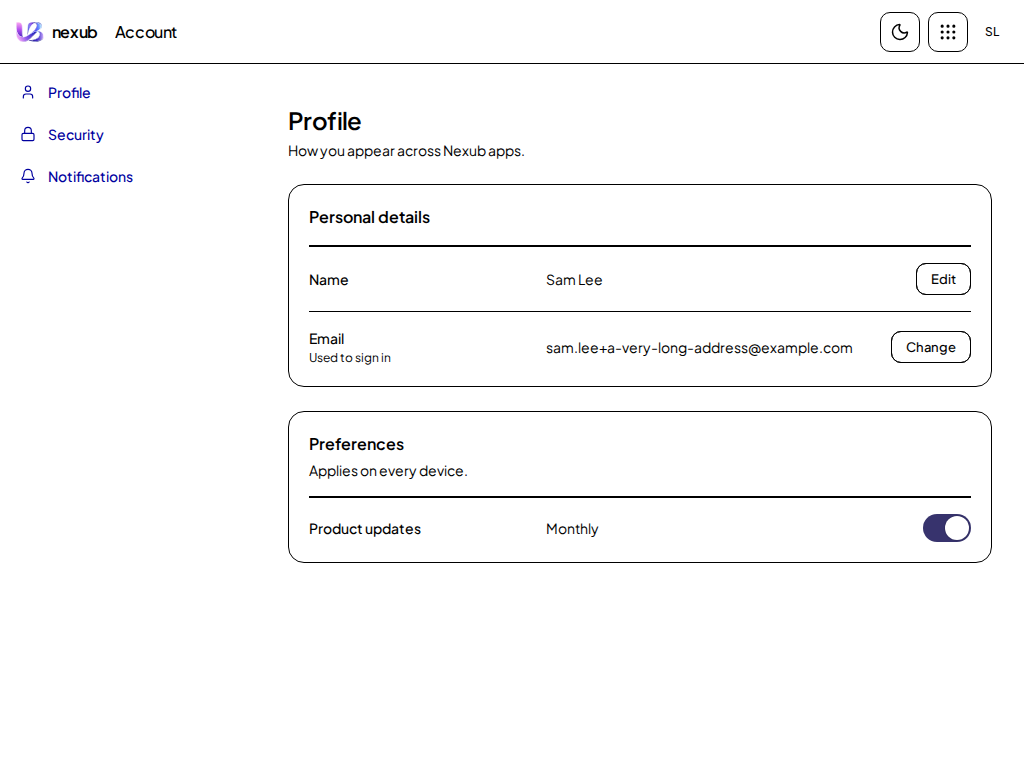 nexub Account
SL
Profile
Security
Notifications
Profile
How you appear across Nexub apps.
Personal details
Name
Sam Lee
Edit
Email
Used to sign in
sam.lee+a-very-long-address@example.com
Change
Preferences
Applies on every device.
Product updates
Monthly